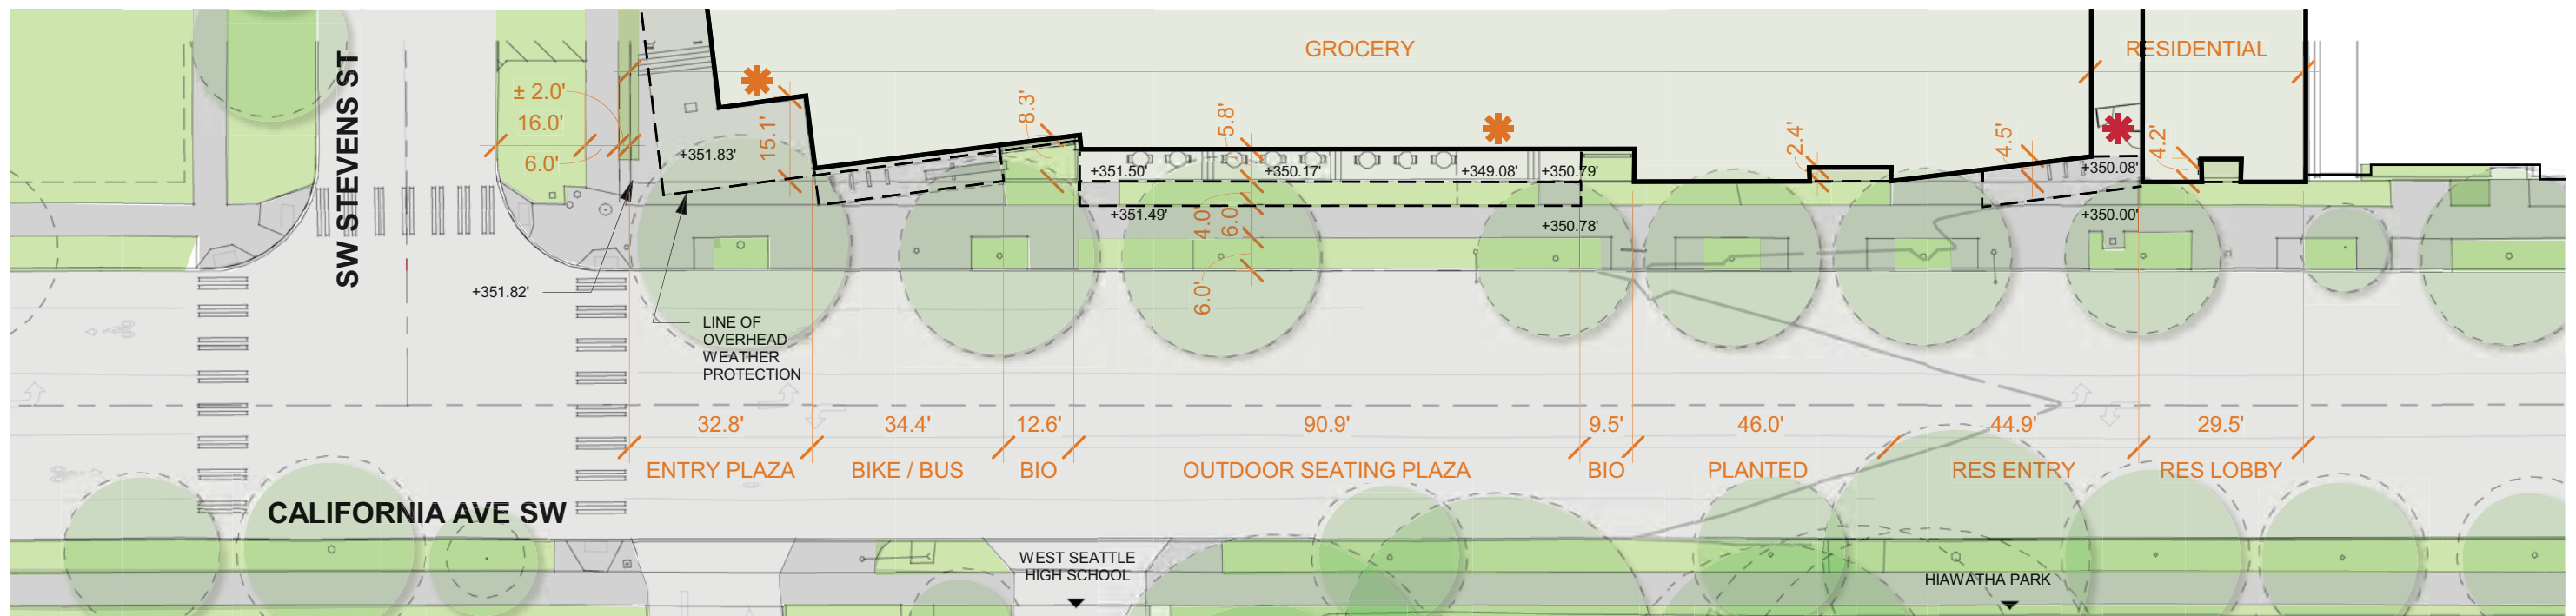 GROCERY
RESIDENTIAL
SW STEVENS ST
± 2.0'
16.0'
6.0'
15.1'
8.3'
5.8'
2.4'
4.5'
4.2'
+351.83'
+351.50'
+350.17'
+349.08'
+350.79'
+350.08'
+351.49'
4.0'
6.0'
+350.78'
+350.00'
6.0'
+351.82'
LINE OF
OVERHEAD
WEATHER
PROTECTION
32.8'
34.4'
12.6'
90.9'
9.5'
46.0'
44.9'
29.5'
ENTRY PLAZA
BIKE / BUS
BIO
OUTDOOR SEATING PLAZA
BIO
PLANTED
RES ENTRY
RES LOBBY
CALIFORNIA AVE SW
WEST SEATTLE
HIGH SCHOOL
HIAWATHA PARK